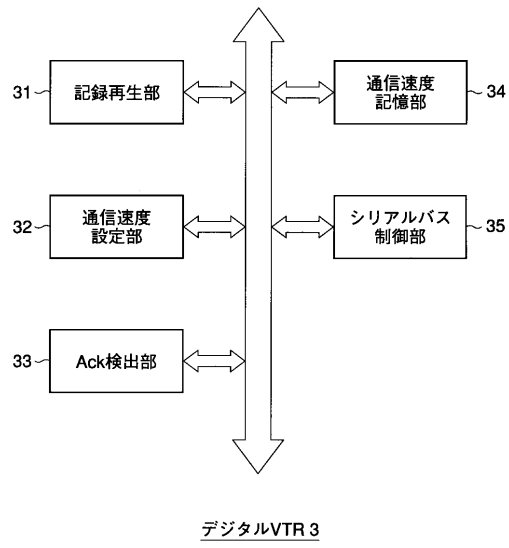 31
記録再生部
通信速度
記憶部
34
32
通信速度
設定部
シリアルバス
制御部
35
33
Ack検出部
デジタルVTR 3